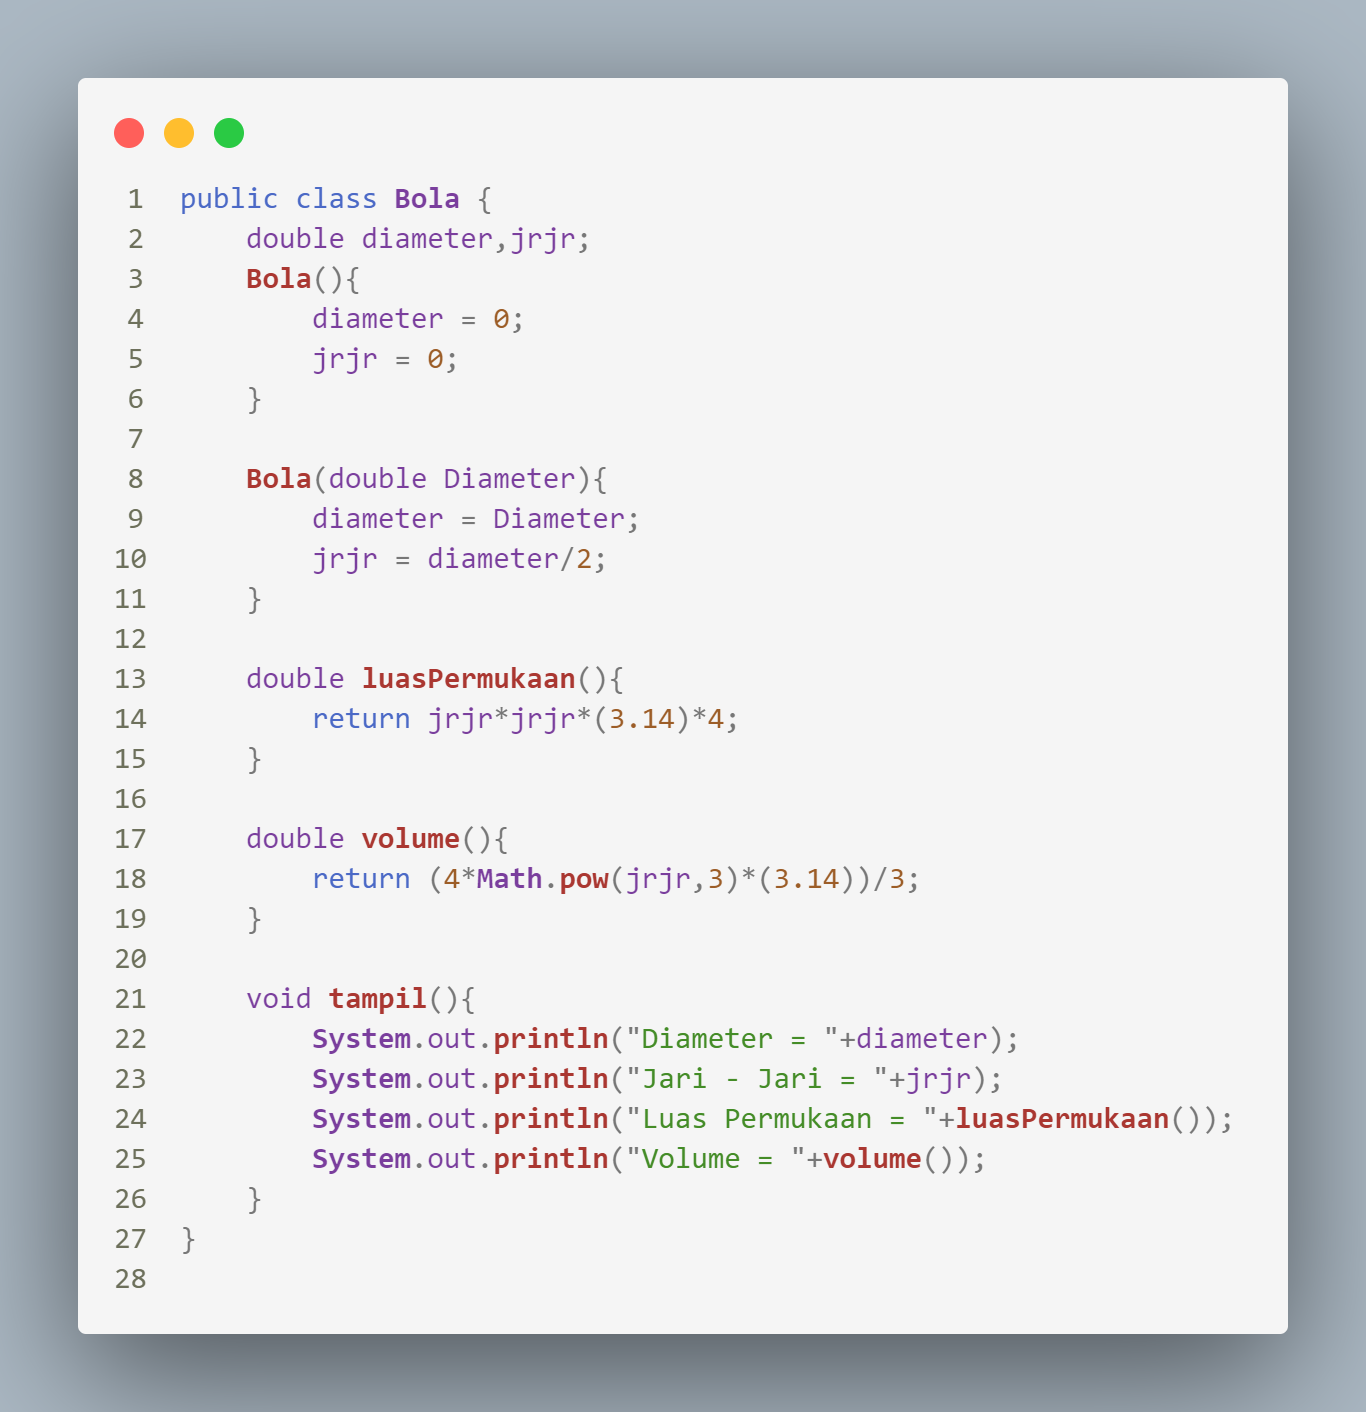 1 public class Bola {
2     double diameter,jrjr;
3     Bola(){
4         diameter = 0;
5         jrjr = 0;
6     }
7
8     Bola(double Diameter){
9         diameter = Diameter;
10         jrjr = diameter/2;
11     }
12
13     double luasPermukaan(){
14         return jrjr*jrjr*(3.14)*4;
15     }
16
17     double volume(){
18         return (4*Math.pow(jrjr,3)*(3.14))/3;
19     }
20
21     void tampil(){
22         System.out.println("Diameter = "+diameter);
23         System.out.println("Jari - Jari = "+jrjr);
24         System.out.println("Luas Permukaan = "+luasPermukaan());
25         System.out.println("Volume = "+volume());
26     }
27 }
28